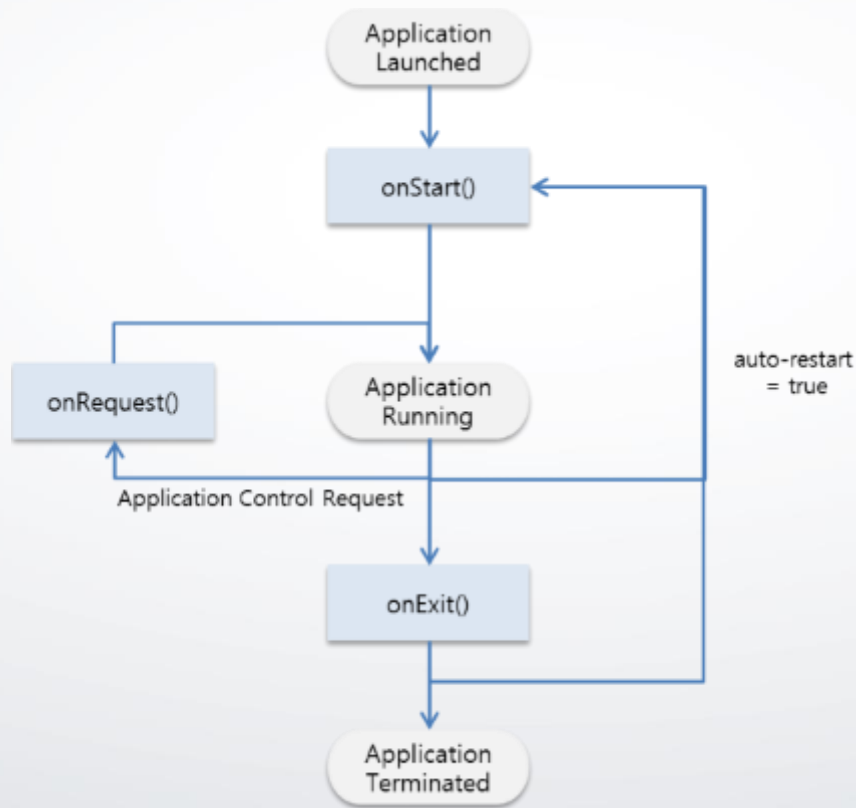 Application
Launched
onStart()
auto-restart
= true
onRequest()
Application
Running
Application Control Request
onExit()
Application
Terminated